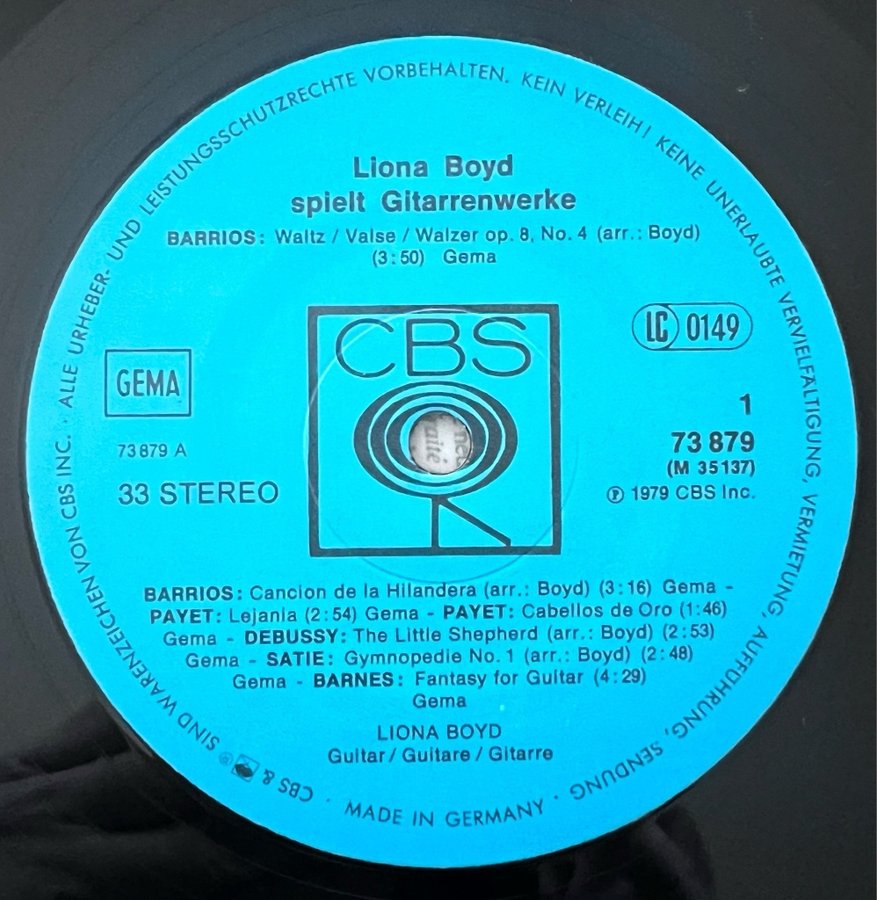 ALLE URHEBER- UND LEISTUNGSSCHUTZRECHTE VORBEHALTEN. KEIN VERLEIH! KEINE UNERLAUBTE VERVIELFÄLTIGUNG, VERMIETUNG, AUFFÜHRUNG, SENDUNG
Liona Boyd
spielt Gitarrenwerke
BARRIOS: Waltz / Valse / Walzer op. 8, No. 4 (arr.: Boyd)
(3:50) Gema
CBS
LC 0149
GEMA
1
73 879 A
73 879
(M 35137)
33 STEREO
℗ 1979 CBS Inc.
BARRIOS: Cancion de la Hilandera (arr.: Boyd) (3:16) Gema -
PAYET: Lejania (2:54) Gema - PAYET: Cabellos de Oro (1:46)
Gema - DEBUSSY: The Little Shepherd (arr.: Boyd) (2:53)
Gema - SATIE: Gymnopedie No. 1 (arr.: Boyd) (2:48)
Gema - BARNES: Fantasy for Guitar (4:29)
Gema
LIONA BOYD
Guitar / Guitare / Gitarre
· MADE IN GERMANY ·
CBS & ® SIND WARENZEICHEN VON CBS INC. ·